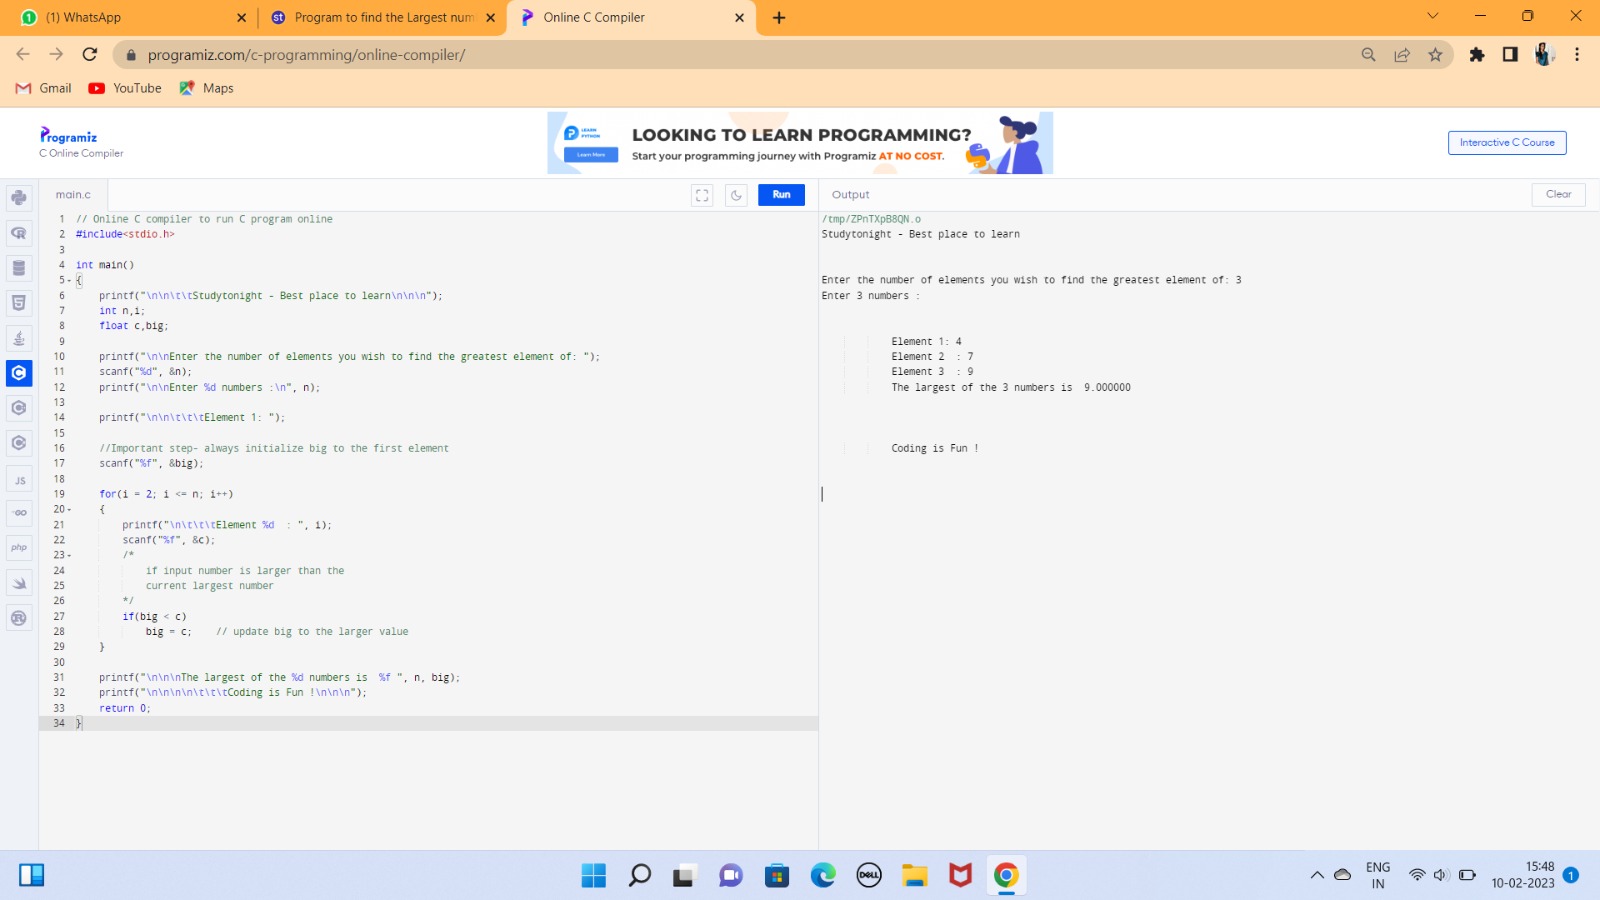 (1) WhatsApp
Program to find the Largest num
Online C Compiler
programiz.com/c-programming/online-compiler/
Gmail
YouTube
Maps
Programiz
C Online Compiler
LEARN
PYTHON
Learn More
LOOKING TO LEARN PROGRAMMING?
Start your programming journey with Programiz AT NO COST.
Interactive C Course
main.c
Run
Output
Clear
1 // Online C compiler to run C program online
2 #include<stdio.h>
3
4 int main()
5 {
6 printf("\n\n\t\tStudytonight - Best place to learn\n\n\n");
7 int n,i;
8 float c,big;
9
10 printf("\n\nEnter the number of elements you wish to find the greatest element of: ");
11 scanf("%d", &n);
12 printf("\n\nEnter %d numbers :\n", n);
13
14 printf("\n\n\t\t\tElement 1: ");
15
16 //Important step- always initialize big to the first element
17 scanf("%f", &big);
18
19 for(i = 2; i <= n; i++)
20 {
21 printf("\n\t\t\tElement %d  : ", i);
22 scanf("%f", &c);
23 /*
24 if input number is larger than the
25 current largest number
26 */
27 if(big < c)
28 big = c;    // update big to the larger value
29 }
30
31 printf("\n\n\nThe largest of the %d numbers is  %f ", n, big);
32 printf("\n\n\n\n\t\t\tCoding is Fun !\n\n\n");
33 return 0;
34 }
/tmp/ZPnTXpB8QN.o
Studytonight - Best place to learn
Enter the number of elements you wish to find the greatest element of: 3
Enter 3 numbers :
Element 1: 4
Element 2  : 7
Element 3  : 9
The largest of the 3 numbers is  9.000000
Coding is Fun !
JS
GO
php
DELL
ENG
IN
15:48
10-02-2023
1